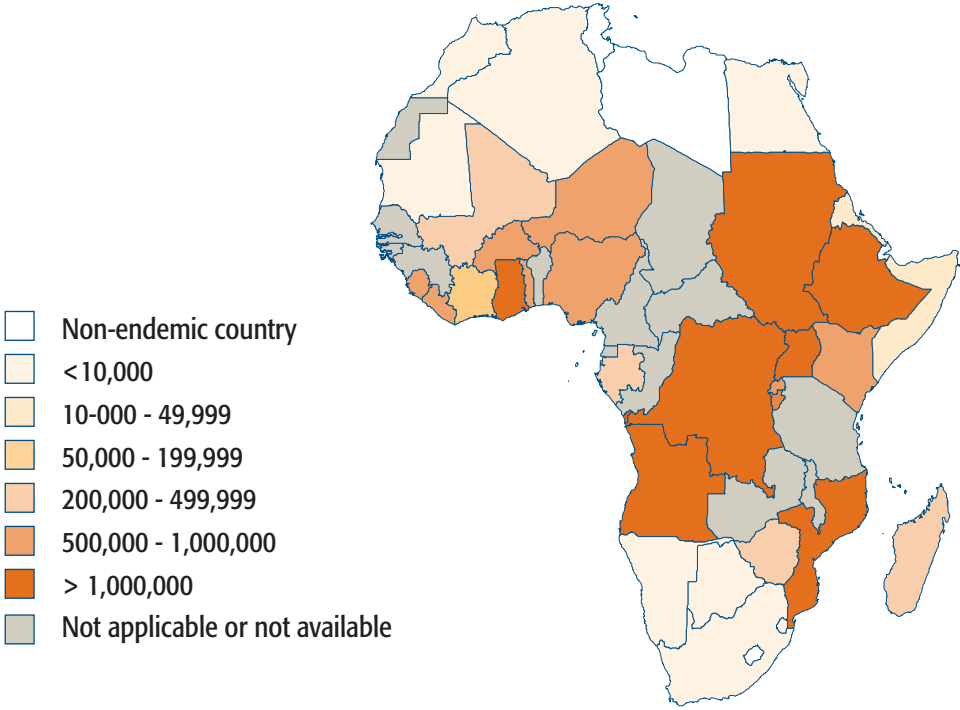 Non-endemic country
<10,000
10-000 - 49,999
50,000 - 199,999
200,000 - 499,999
500,000 - 1,000,000
> 1,000,000
Not applicable or not available